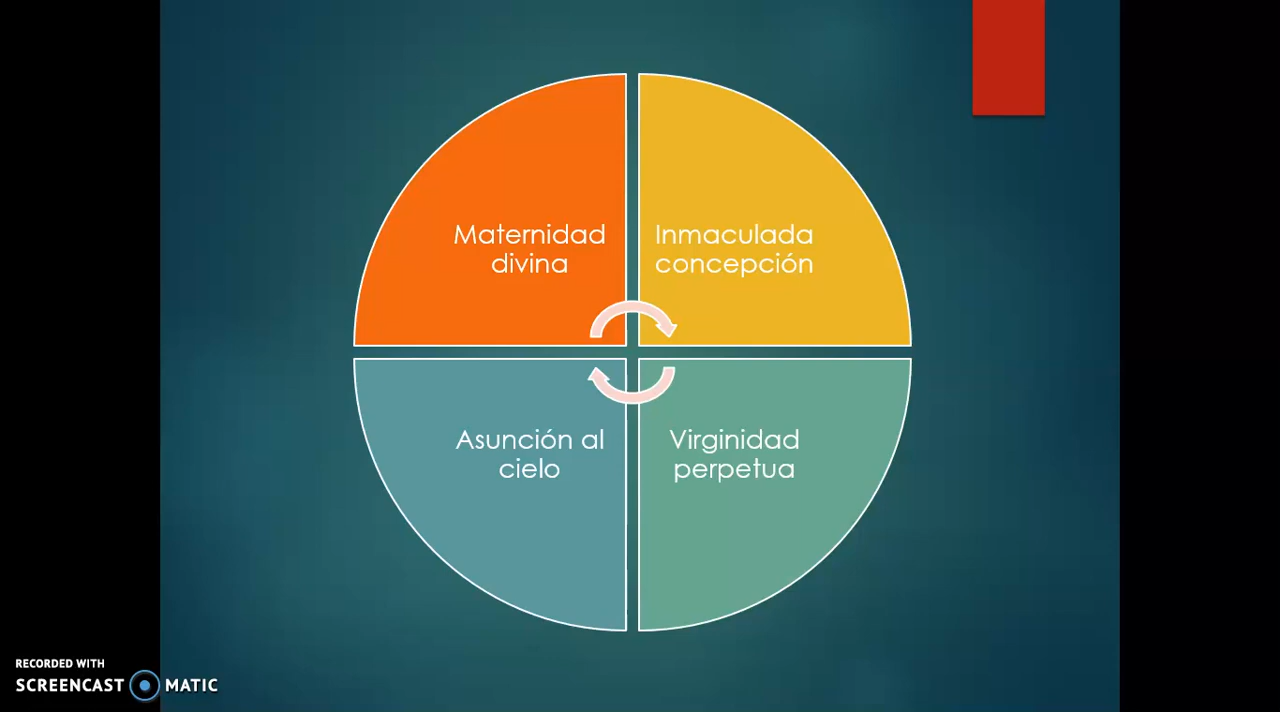 Maternidad
divina
Inmaculada
concepción
Asunción al
cielo
Virginidad
perpetua
RECORDED WITH
SCREENCAST MATIC